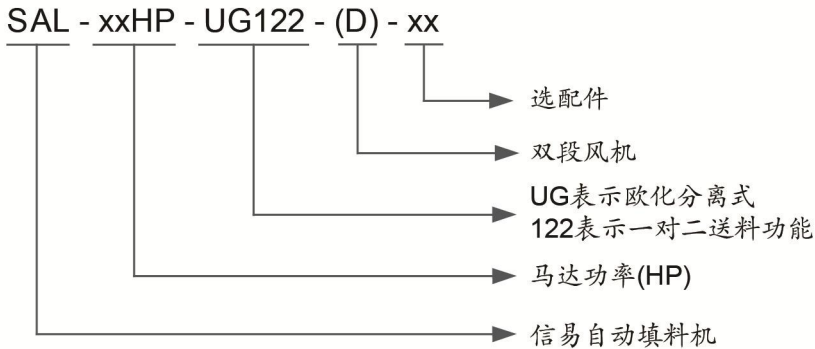 SAL - xxHP - UG122 - (D) - xx
选配件
双段风机
UG表示欧化分离式
122表示一对二送料功能
马达功率(HP)
信易自动填料机